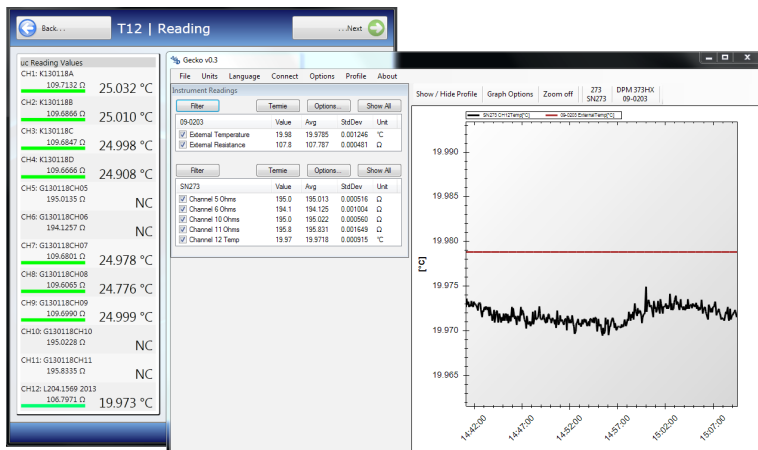 Back. . .
T12 | Reading
. . .Next
uc Reading Values
CH1: K130118A
109.7132 Ω
25.032 °C
CH2: K130118B
109.6866 Ω
25.010 °C
CH3: K130118C
109.6847 Ω
24.998 °C
CH4: K130118D
109.6666 Ω
24.908 °C
CH5: G130118CH05
195.0135 Ω
NC
CH6: G130118CH06
194.1257 Ω
NC
CH7: G130118CH07
109.6801 Ω
24.978 °C
CH8: G130118CH08
109.6065 Ω
24.776 °C
CH9: G130118CH09
109.6990 Ω
24.999 °C
CH10: G130118CH10
195.0228 Ω
NC
CH11: G130118CH11
195.8335 Ω
NC
CH12: L204.1569 2013
106.7971 Ω
19.973 °C
Gecko v0.3
File Units Language Connect Options Profile About
Instrument Readings
Filter Termie Options... Show All
09-0203 Value Avg StdDev Unit
External Temperature 19.98 19.9785 0.001246 °C
External Resistance 107.8 107.787 0.000481 Ω
Filter Termie Options... Show All
SN273 Value Avg StdDev Unit
Channel 5 Ohms 195.0 195.013 0.000516 Ω
Channel 6 Ohms 194.1 194.125 0.001004 Ω
Channel 10 Ohms 195.0 195.022 0.000560 Ω
Channel 11 Ohms 195.8 195.831 0.001649 Ω
Channel 12 Temp 19.97 19.9718 0.000915 °C
Show / Hide Profile Graph Options Zoom off
273
SN273
DPM 373HX
09-0203
SN273 CH12Temp[°C] 09-0203 ExternalTemp[°C]
19.990
19.985
19.980
19.975
19.970
19.965
[°C]
14:42:00 14:47:00 14:52:00 14:57:00 15:02:00 15:07:00